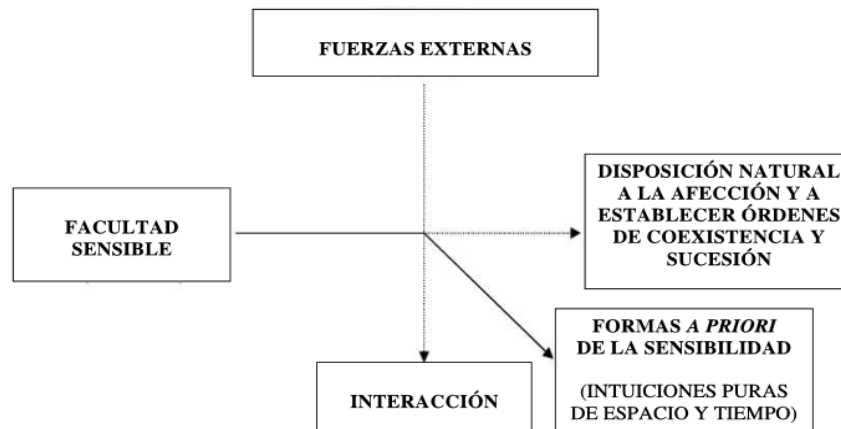 FUERZAS EXTERNAS
FACULTAD
SENSIBLE
DISPOSICIÓN NATURAL
A LA AFECCIÓN Y A
ESTABLECER ÓRDENES
DE COEXISTENCIA Y
SUCESIÓN
INTERACCIÓN
FORMAS A PRIORI
DE LA SENSIBILIDAD
(INTUICIONES PURAS
DE ESPACIO Y TIEMPO)